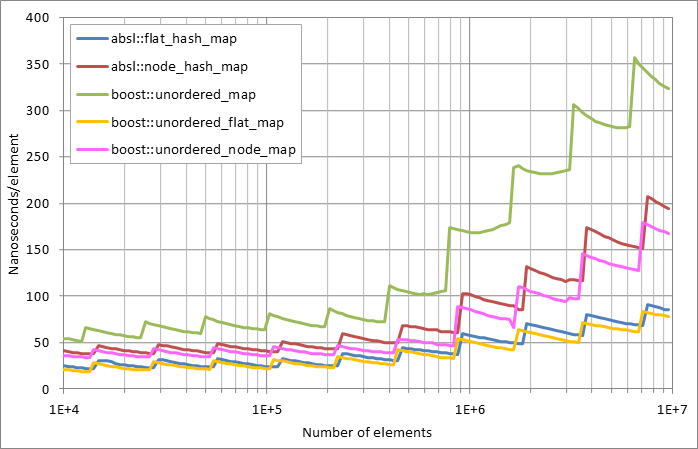 400
350
300
250
200
150
100
50
0
Nanoseconds/element
absl::flat_hash_map
absl::node_hash_map
boost::unordered_map
boost::unordered_flat_map
boost::unordered_node_map
1E+4
1E+5
1E+6
1E+7
Number of elements